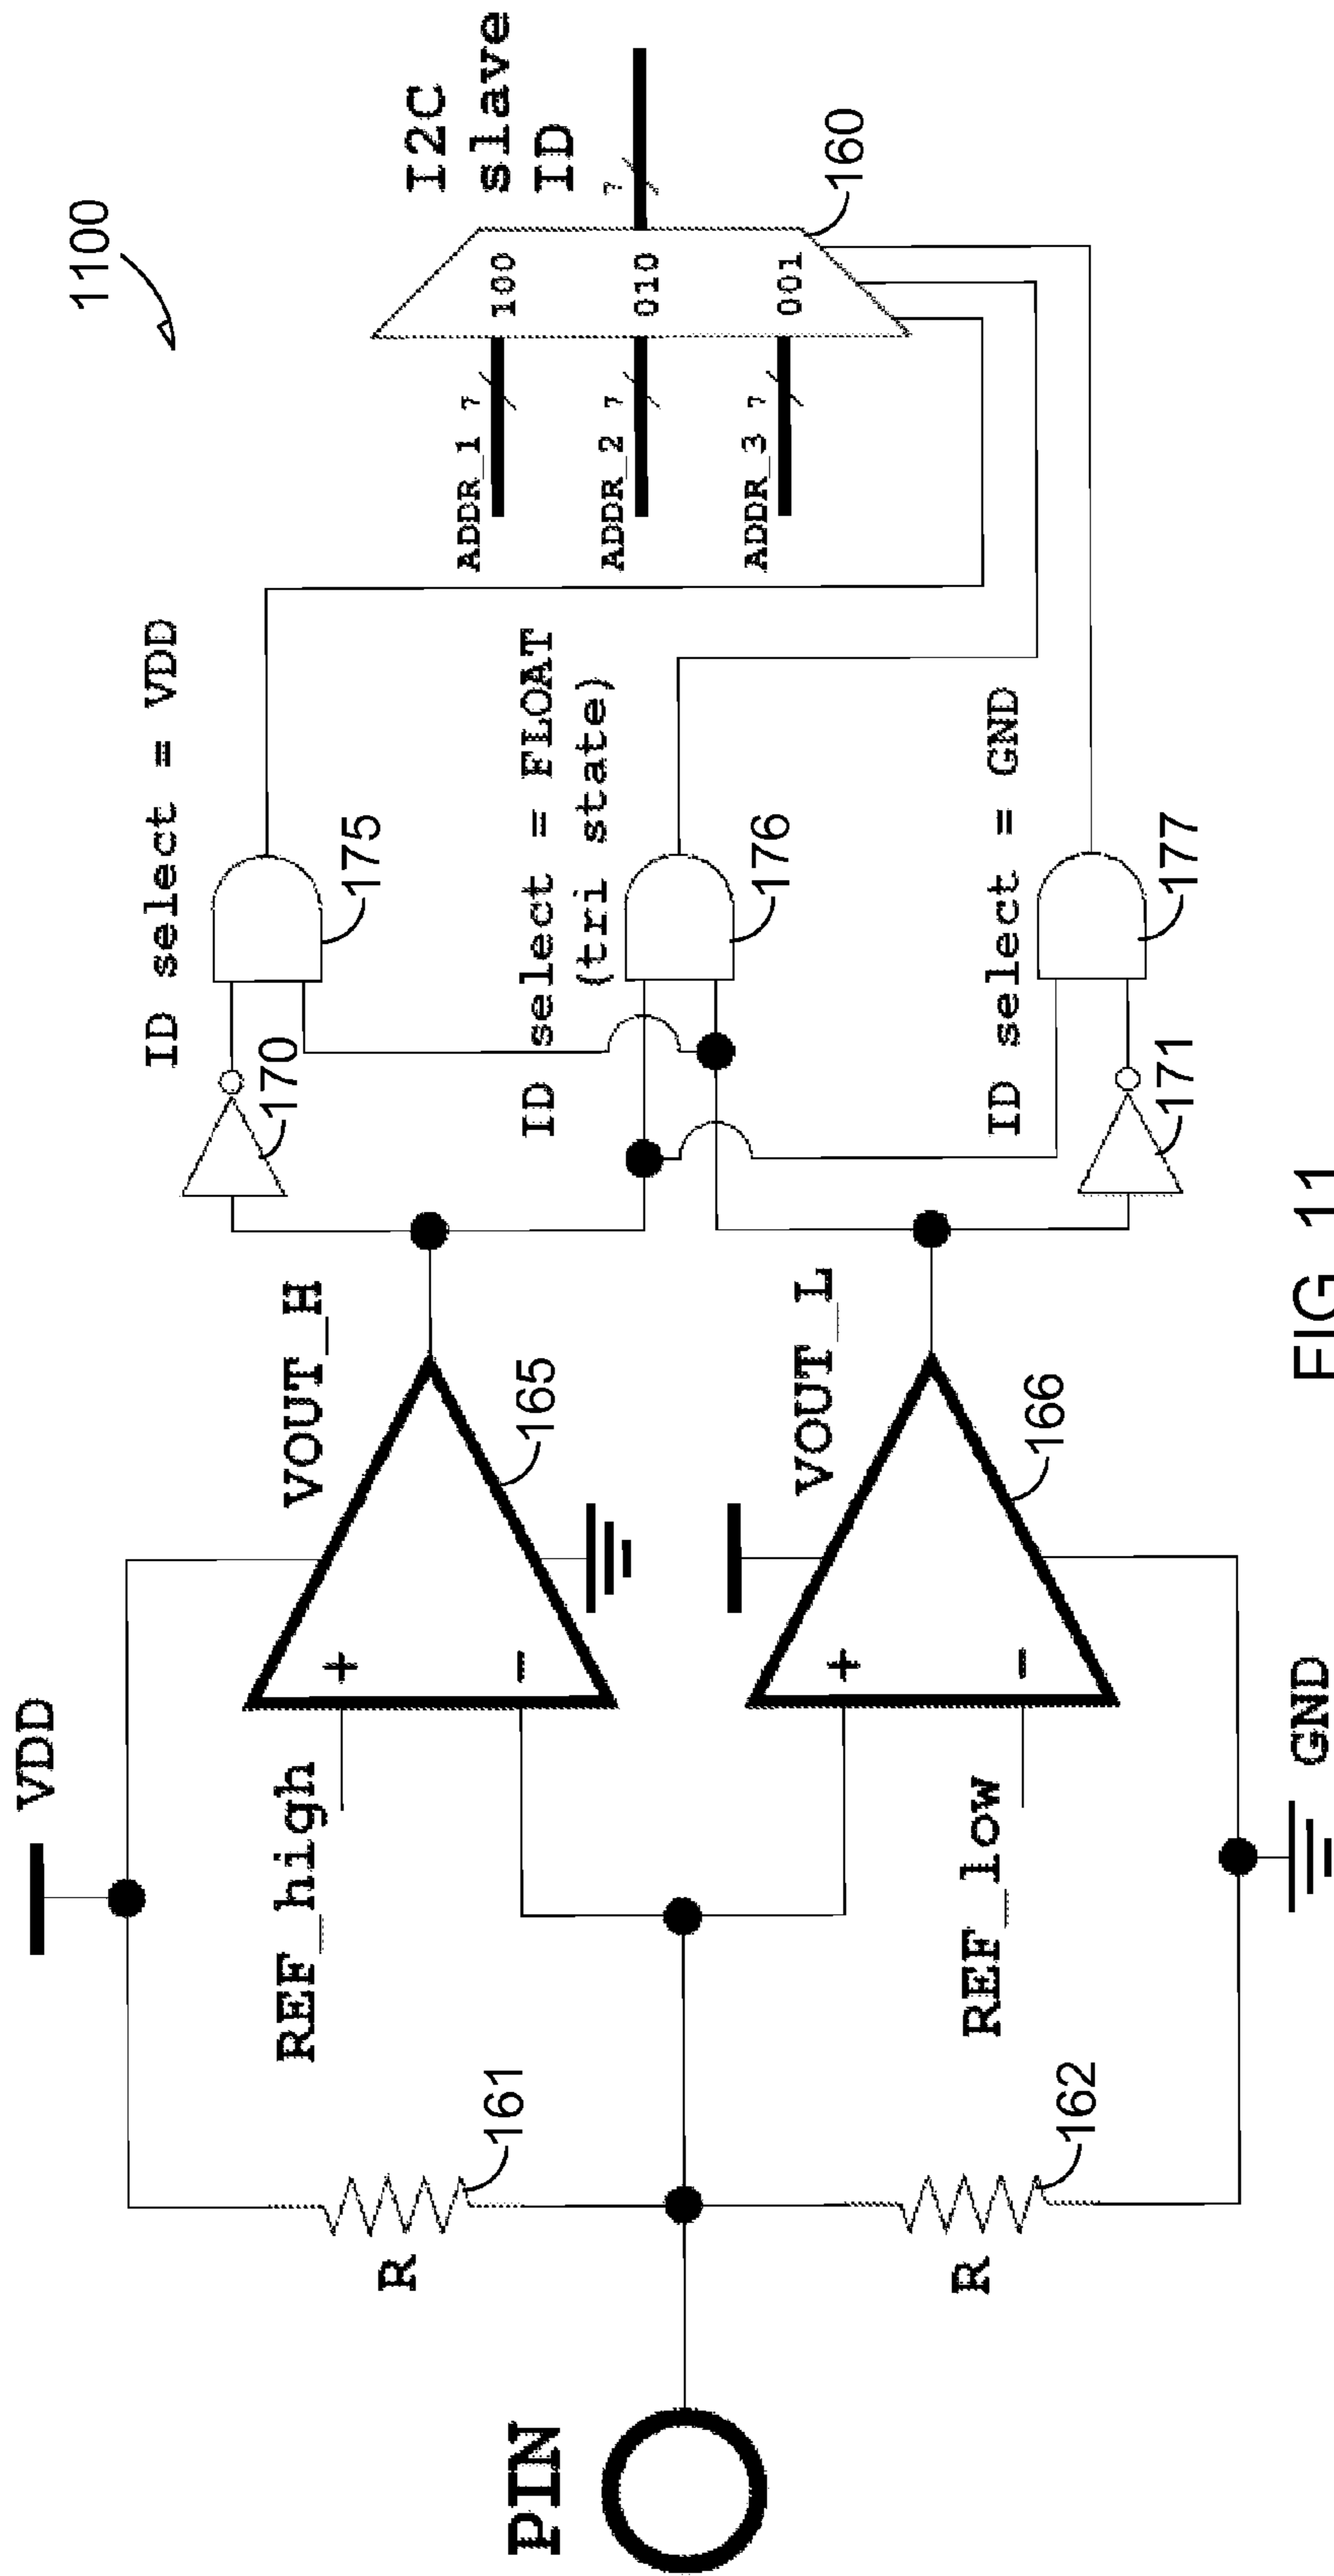 1100
VDD
VOUT_H
ID select = VDD
I2C
slave
ID
REF_high
+
-
165
170
175
ADDR_1 7
100
7
161
R
ID select = FLOAT
(tri state)
ADDR_2 7
010
PIN
176
ADDR_3 7
001
160
VOUT_L
REF_low
+
-
166
ID select = GND
R
162
171
177
GND
FIG. 11